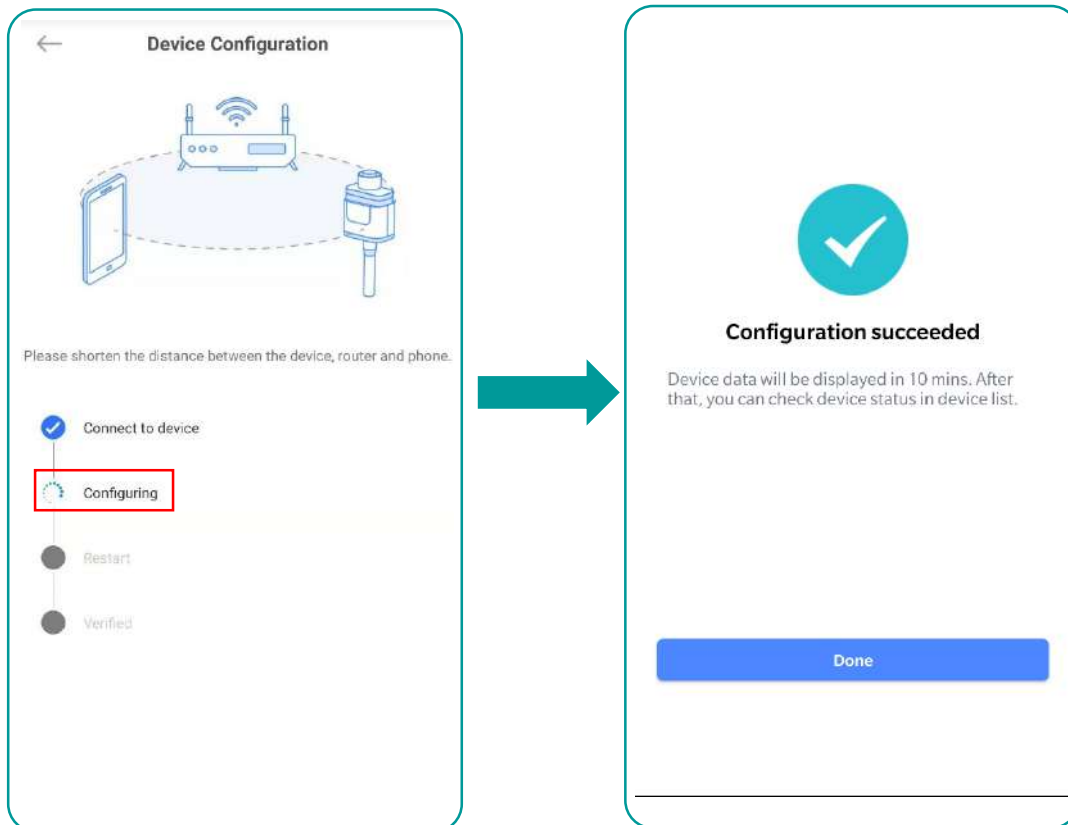 Device Configuration
Please shorten the distance between the device, router and phone.
Connect to device
Configuring
Restart
Verified
Configuration succeeded
Device data will be displayed in 10 mins. After
that, you can check device status in device list.
Done